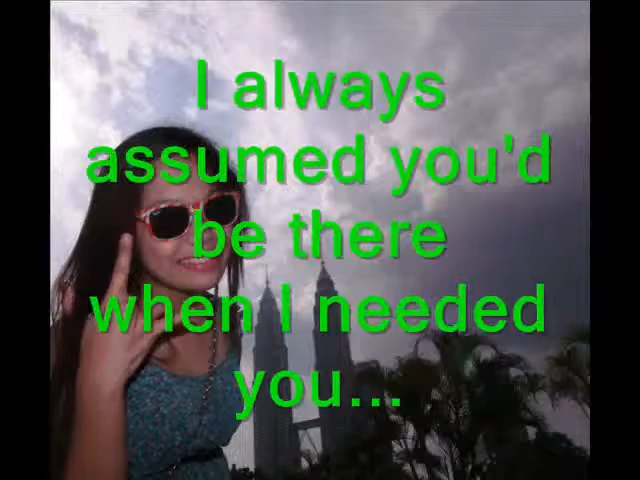 I always
assumed you'd
be there
when I needed
you...